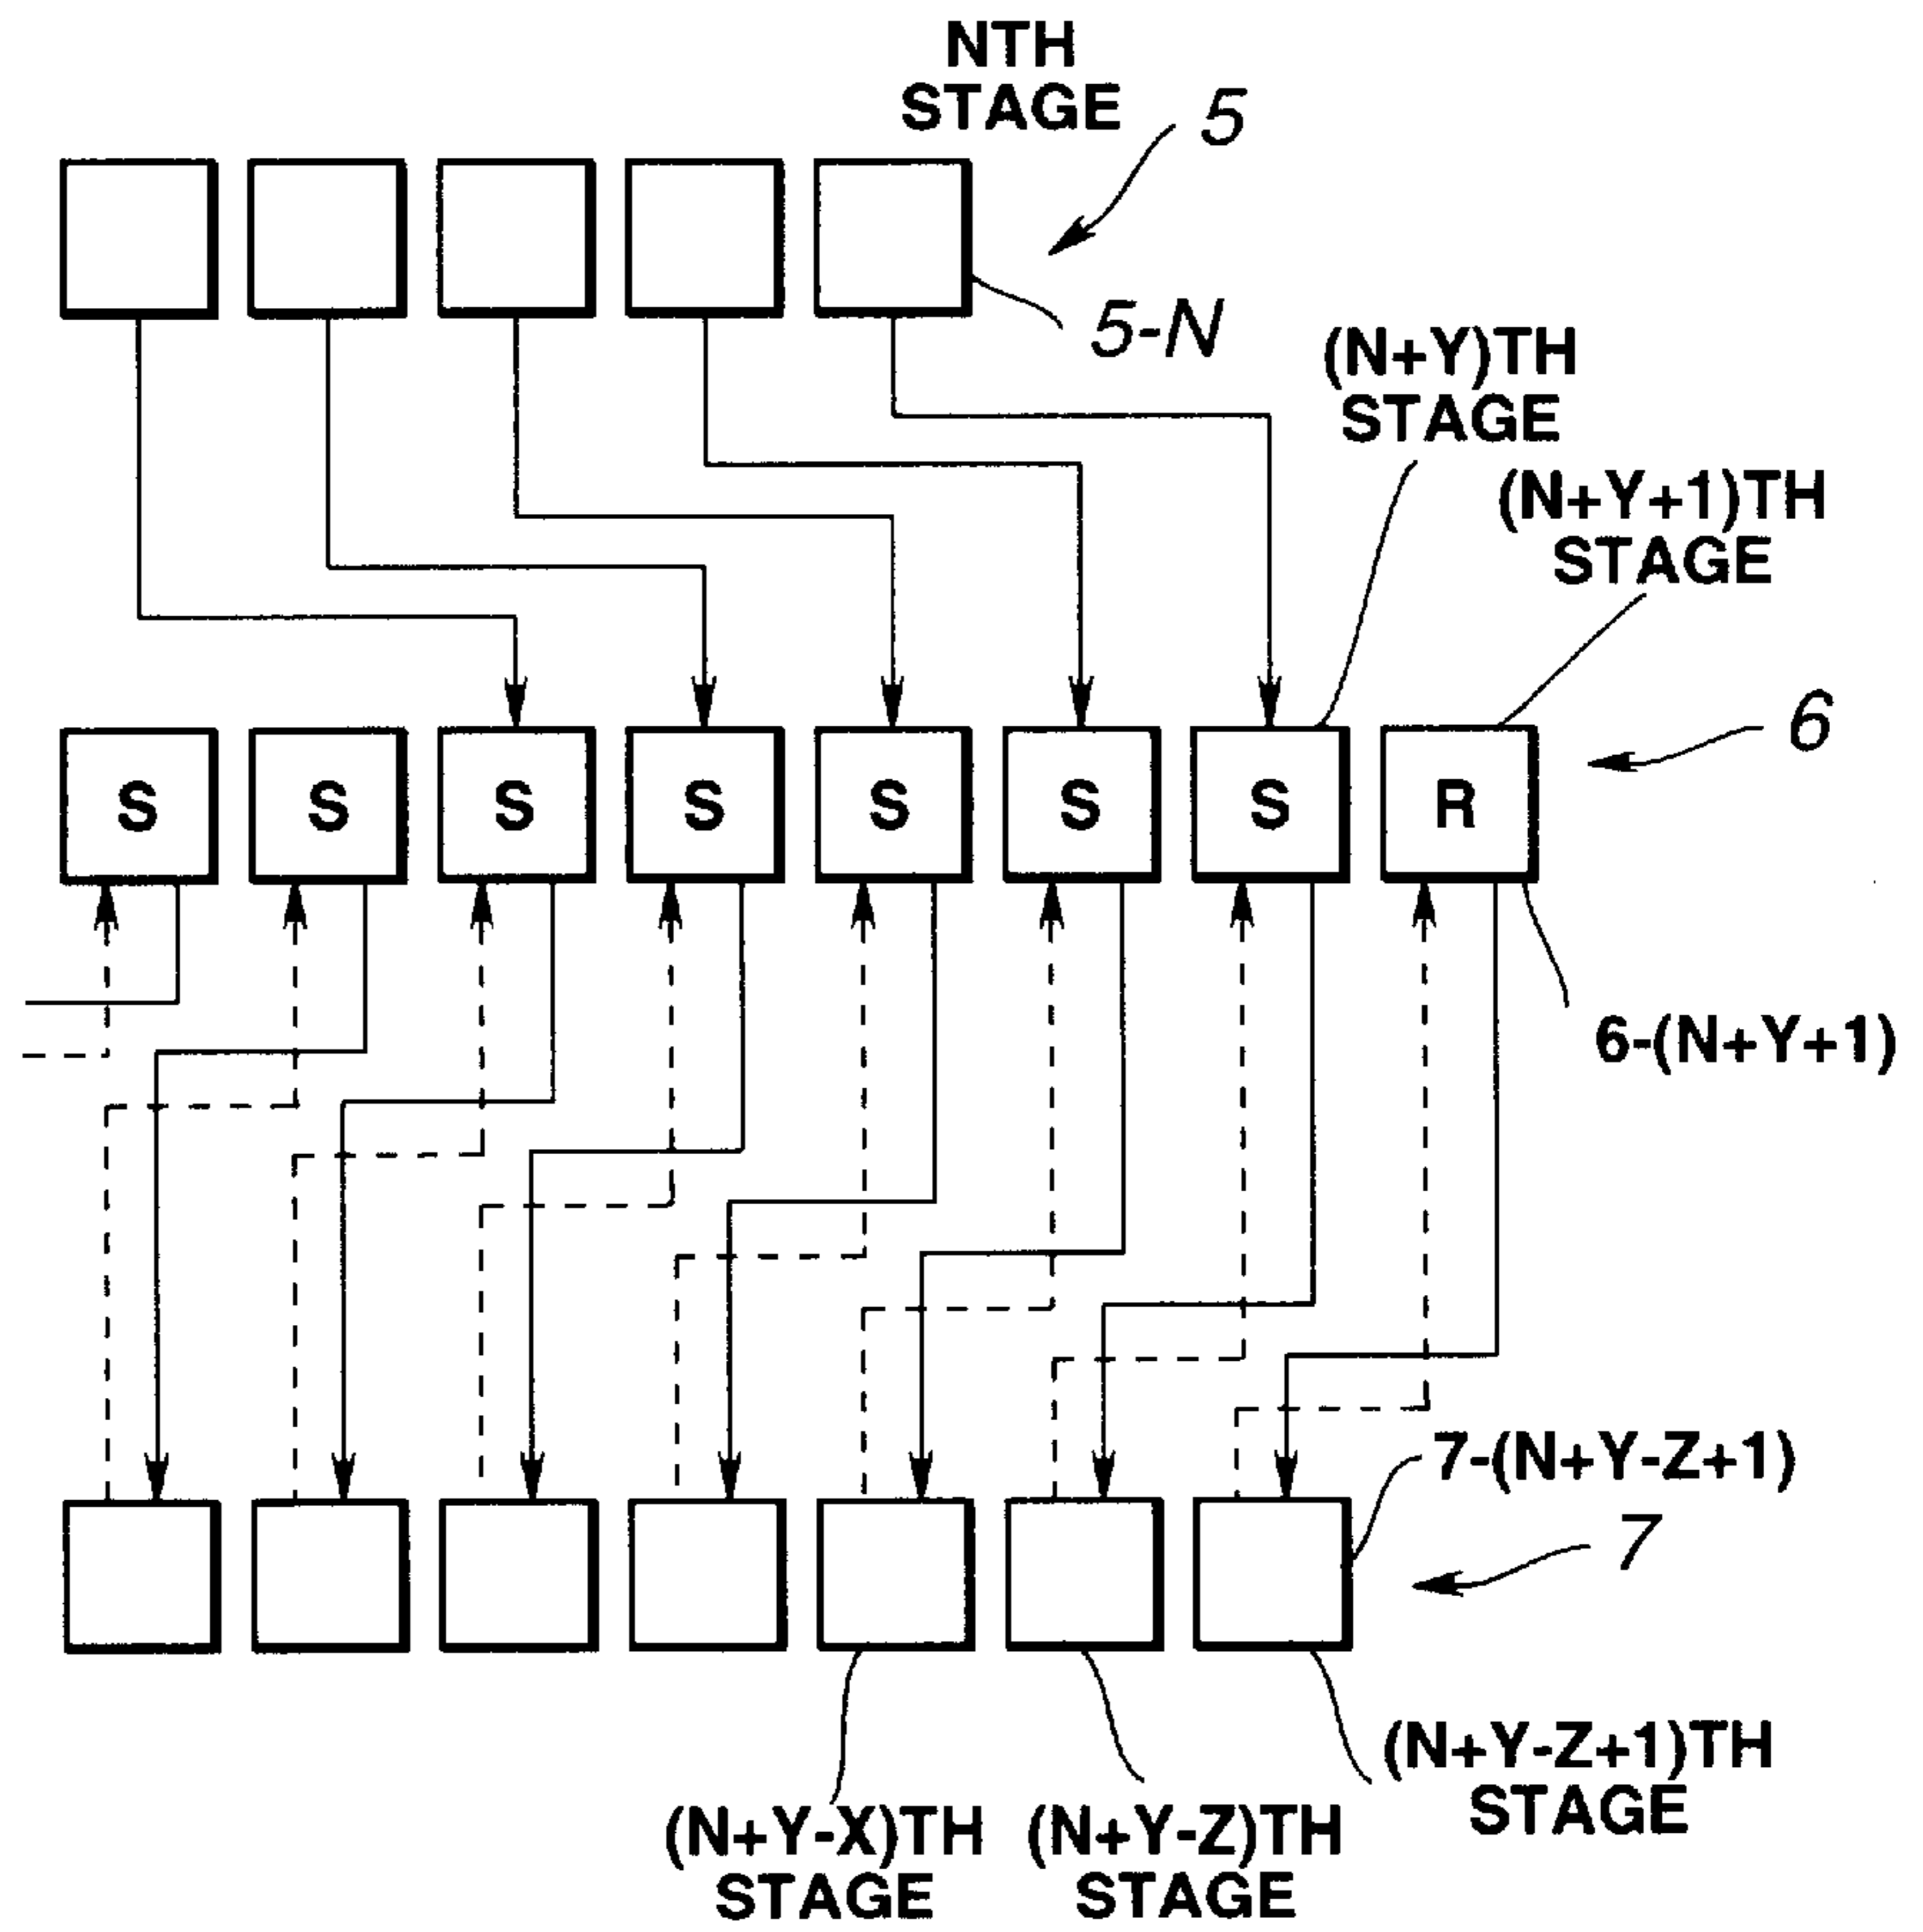 NTH
STAGE
5
5-N
(N+Y)TH
STAGE
(N+Y+1)TH
STAGE
6
S S S S S S S R
6-(N+Y+1)
7-(N+Y-Z+1)
7
(N+Y-Z+1)TH
STAGE
(N+Y-X)TH
STAGE
(N+Y-Z)TH
STAGE